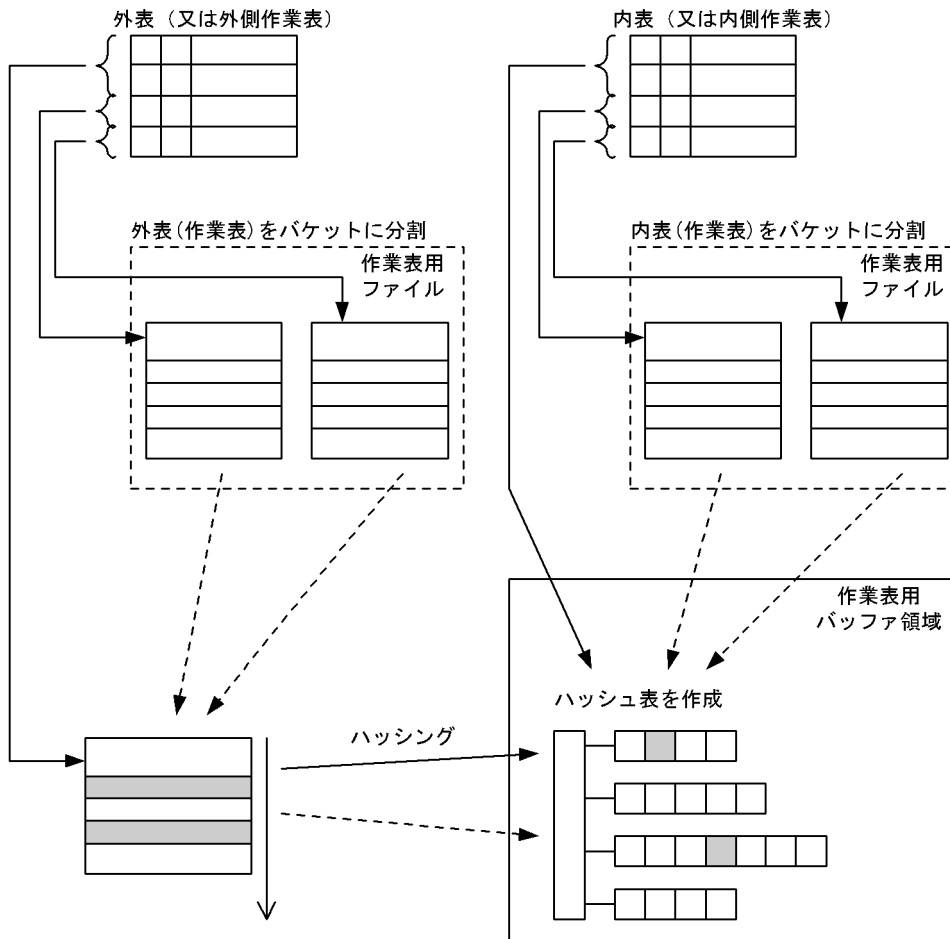 外表（又は外側作業表）
内表（又は内側作業表）
外表(作業表)をバケットに分割
内表(作業表)をバケットに分割
作業表用
ファイル
作業表用
ファイル
作業表用
バッファ領域
ハッシュ表を作成
ハッシング